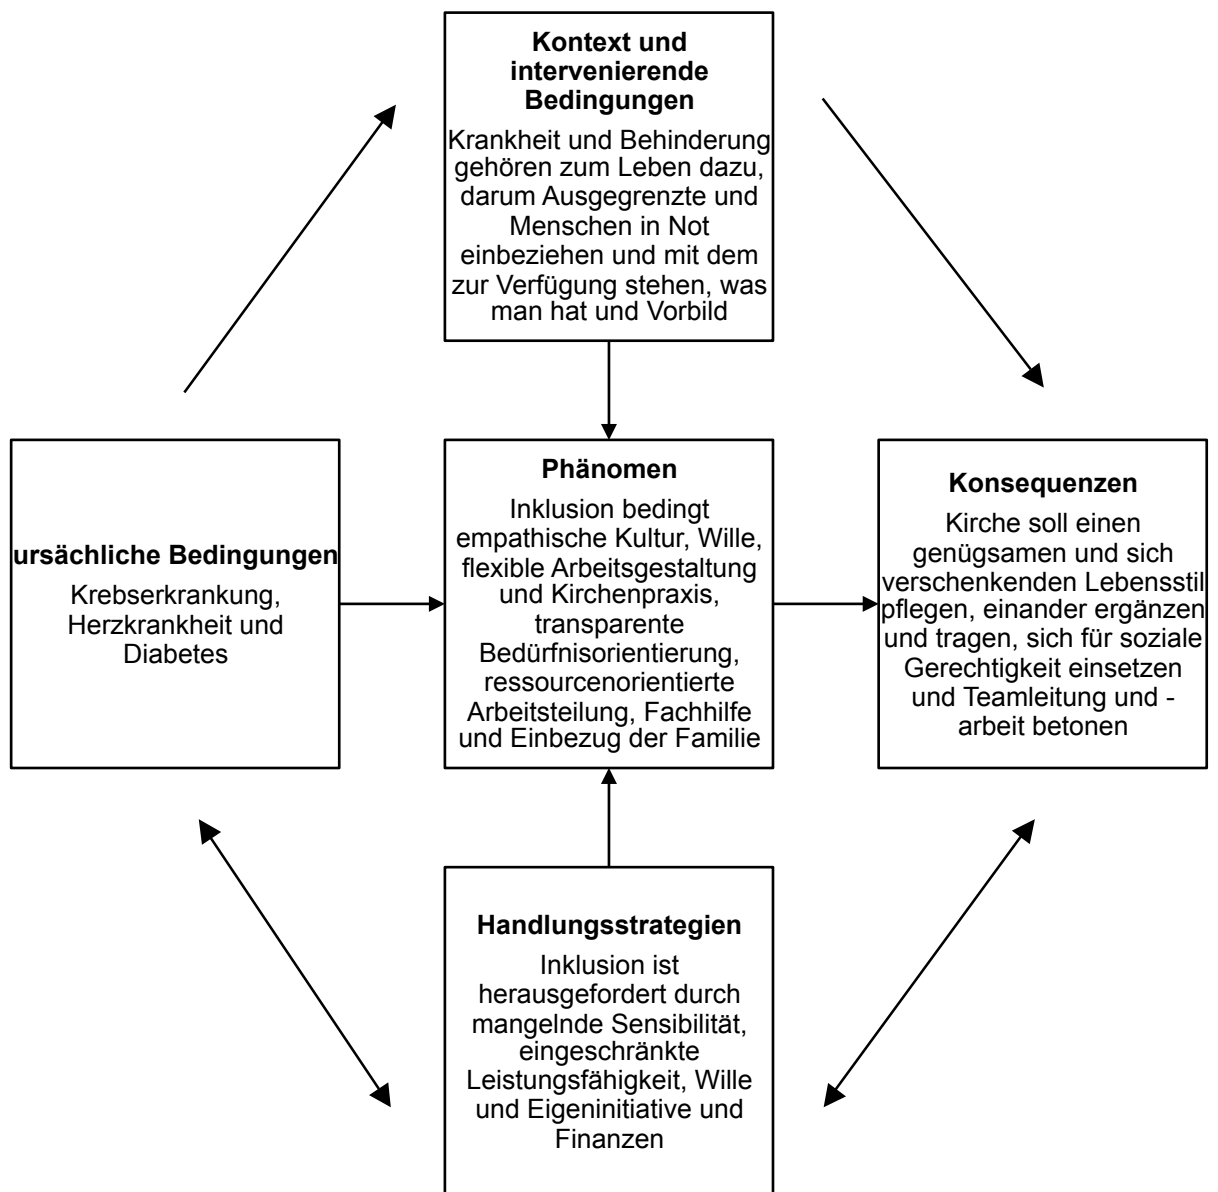 Kontext und
intervenierende
Bedingungen
Krankheit und Behinderung
gehören zum Leben dazu,
darum Ausgegrenzte und
Menschen in Not
einbeziehen und mit dem
zur Verfügung stehen, was
man hat und Vorbild
ursächliche Bedingungen
Krebserkrankung,
Herzkrankheit und
Diabetes
Phänomen
Inklusion bedingt
empathische Kultur, Wille,
flexible Arbeitsgestaltung
und Kirchenpraxis,
transparente
Bedürfnisorientierung,
ressourcenorientierte
Arbeitsteilung, Fachhilfe
und Einbezug der Familie
Konsequenzen
Kirche soll einen
genügsamen und sich
verschenkenden Lebensstil
pflegen, einander ergänzen
und tragen, sich für soziale
Gerechtigkeit einsetzen
und Teamleitung und -
arbeit betonen
Handlungsstrategien
Inklusion ist
herausgefordert durch
mangelnde Sensibilität,
eingeschränkte
Leistungsfähigkeit, Wille
und Eigeninitiative und
Finanzen